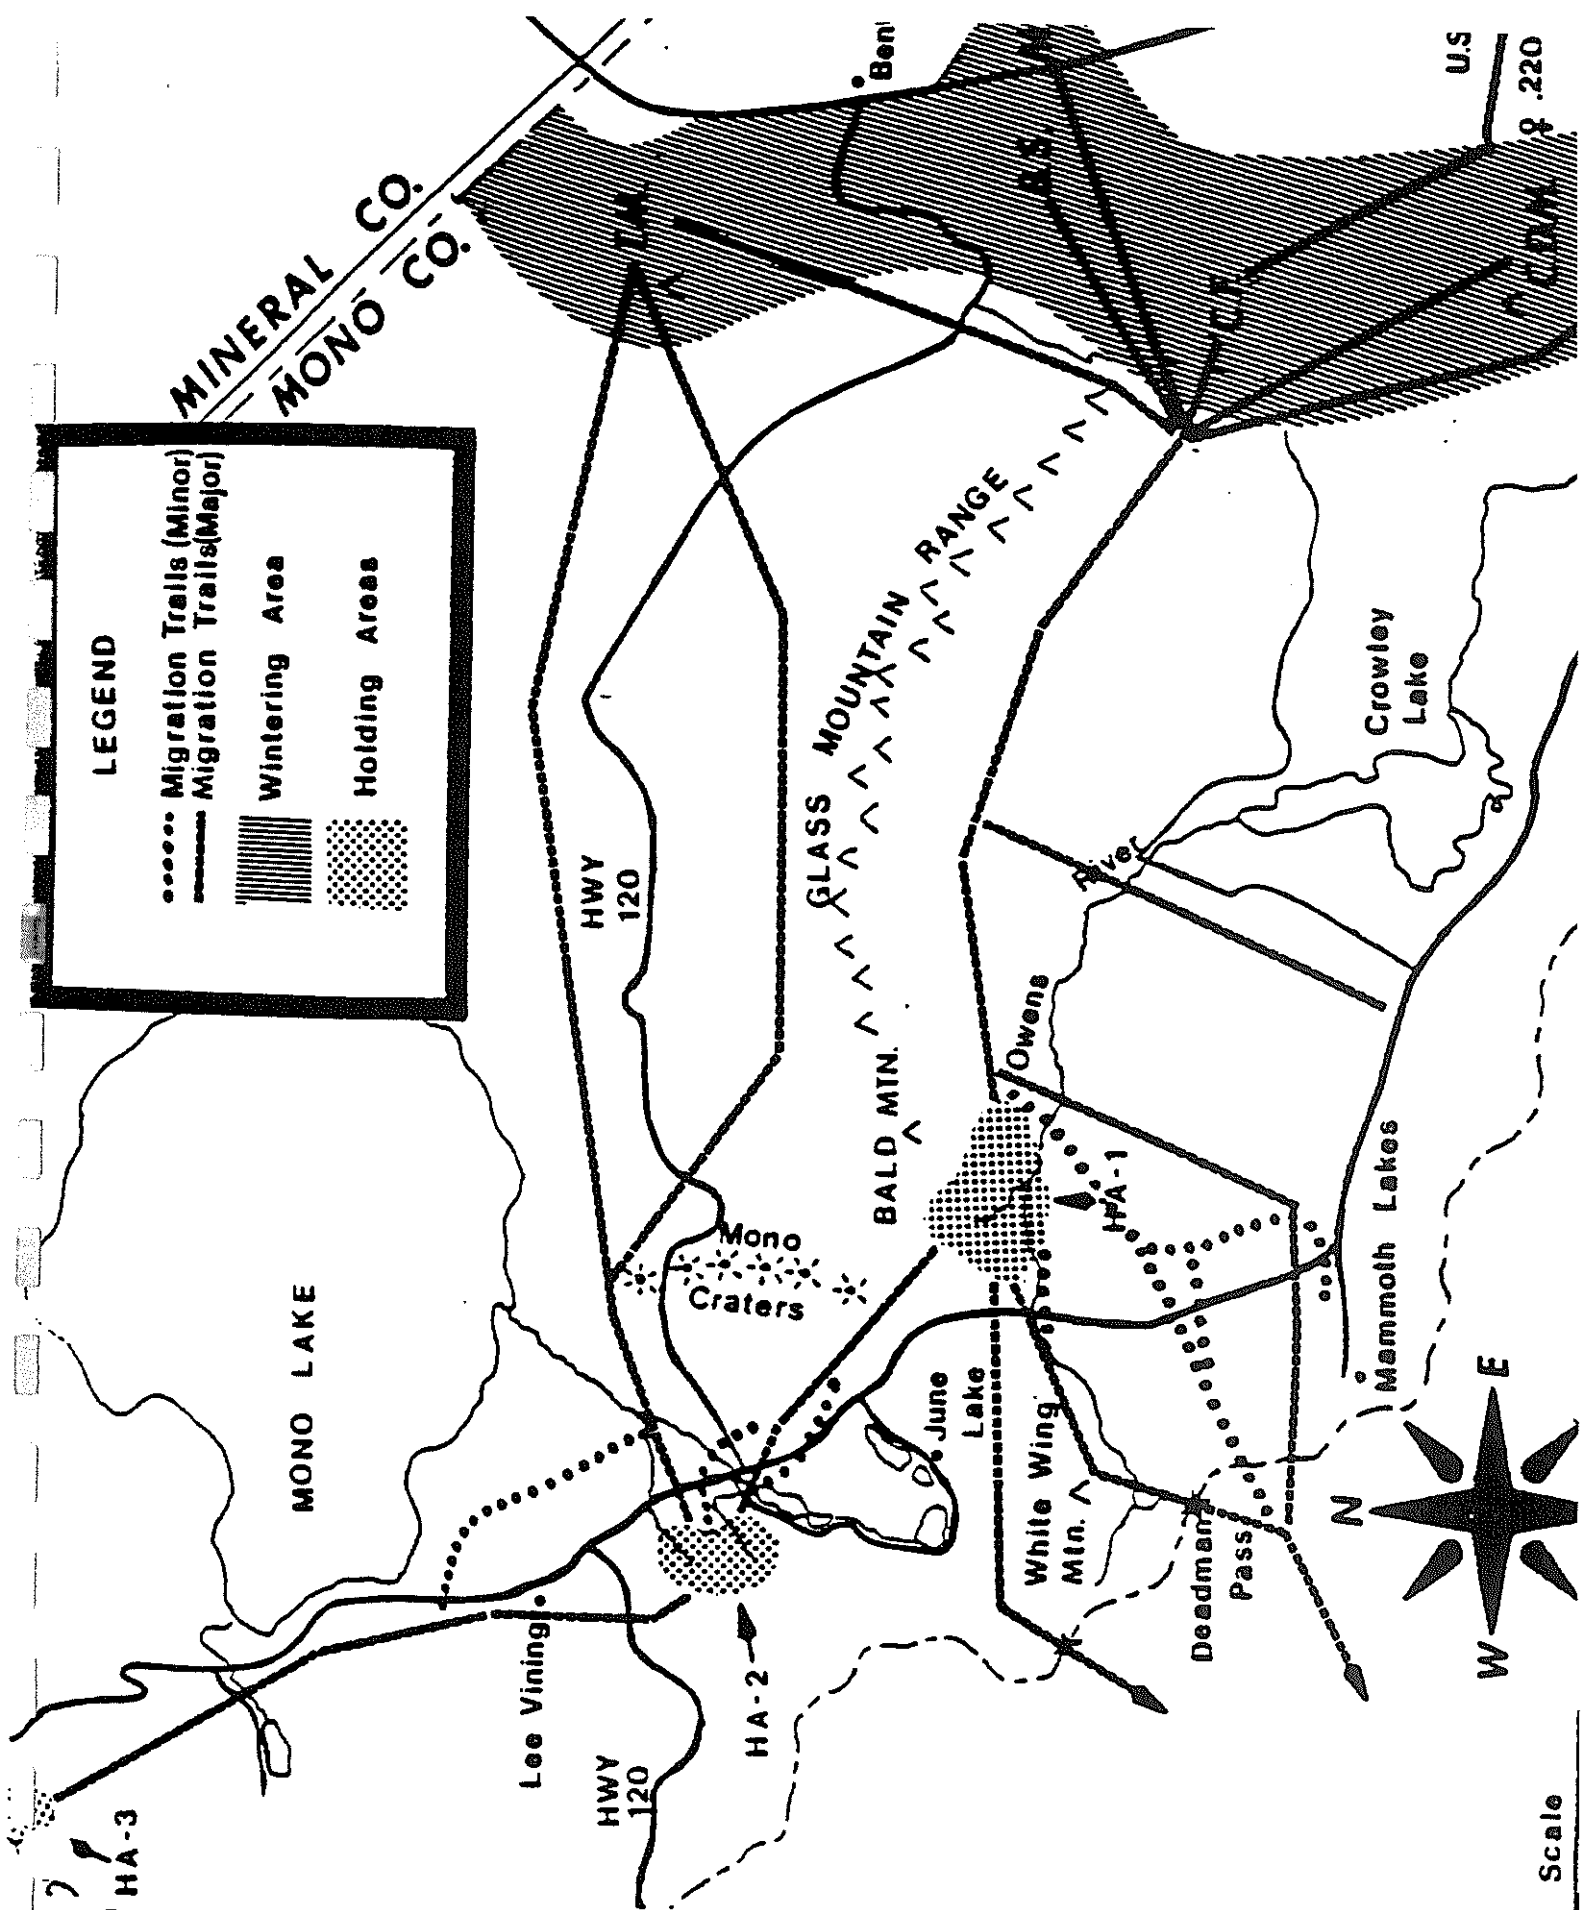 LEGEND
Migration Trails (Minor)
Migration Trails (Major)
Wintering Area
Holding Areas
MINERAL CO.
MONO CO.
MONO LAKE
HWY
120
GLASS MOUNTAIN RANGE
BALD MTN.
Mono
Craters
Owens
River
Crowley
Lake
HA-1
HA-2
HA-3
Lee Vining
HWY
120
June
Lake
White Wing
Mtn.
Deadman
Pass
Mammoth Lakes
N
E
W
Scale
Ben
U.S
.220
T.M.
B.S.
C.T.